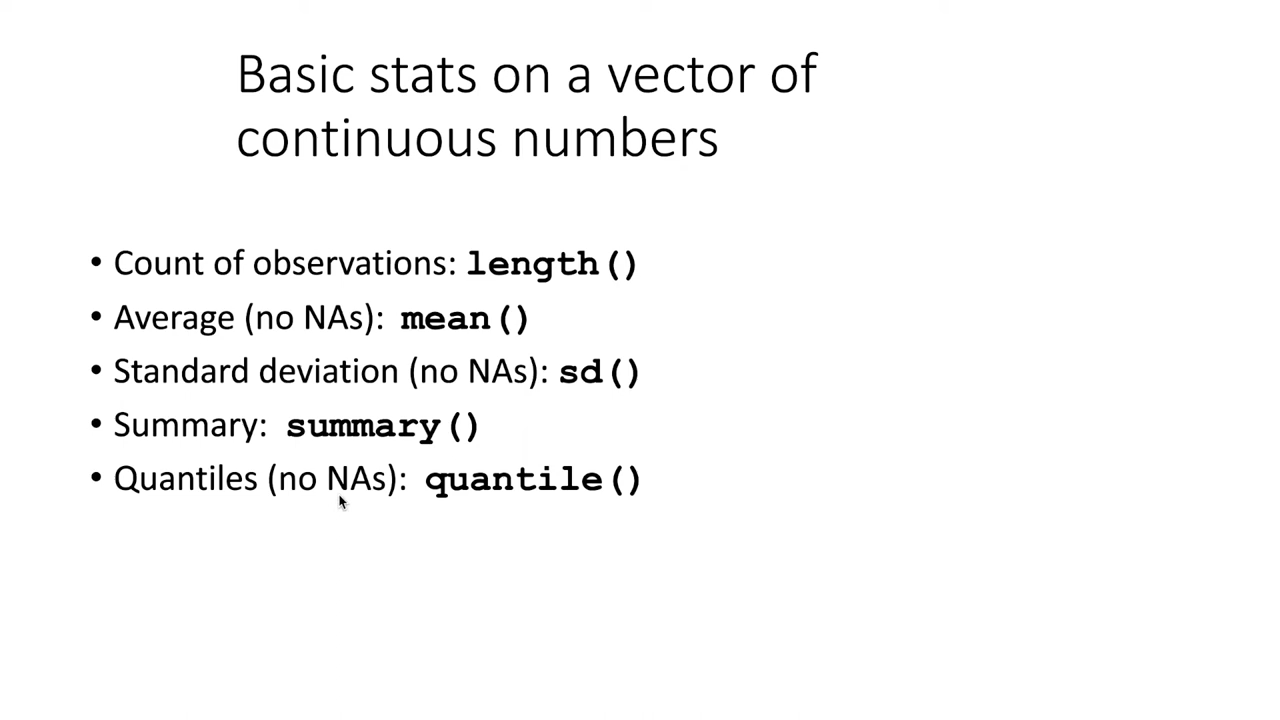 Basic stats on a vector of
continuous numbers
• Count of observations: length()
• Average (no NAs): mean()
• Standard deviation (no NAs): sd()
• Summary: summary()
• Quantiles (no NAs): quantile()